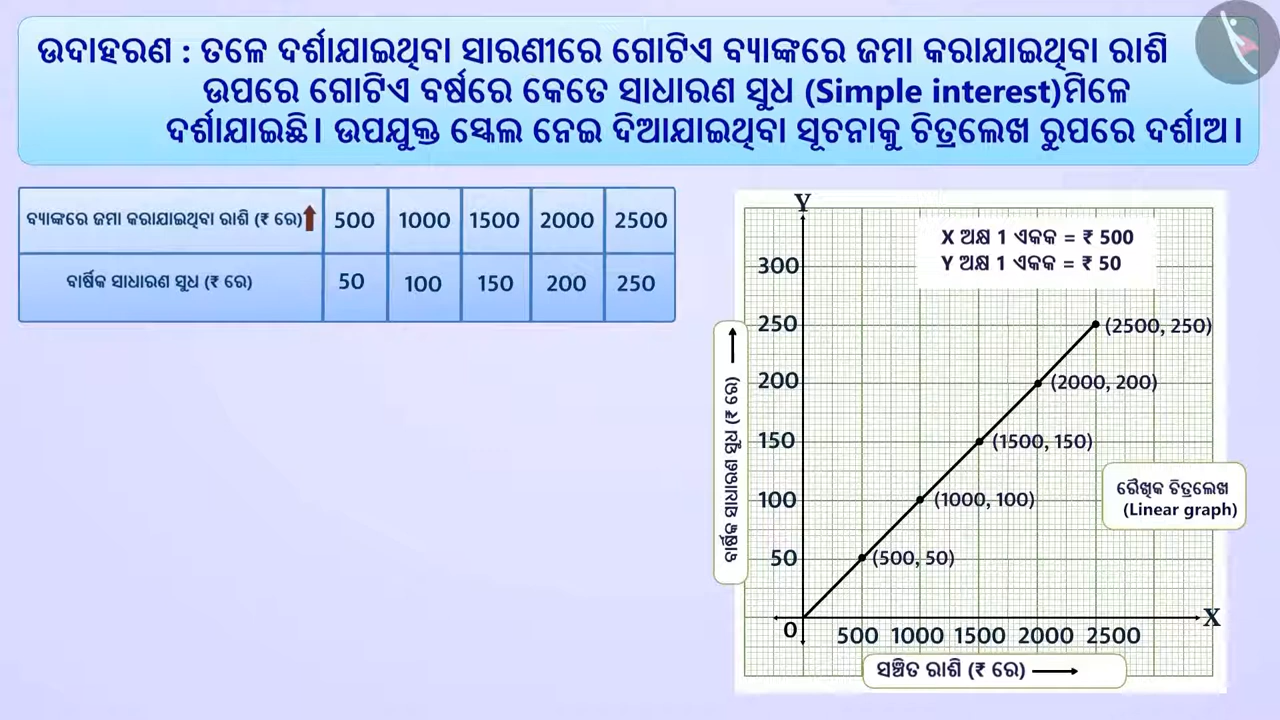 ଉଦାହରଣ : ତଳେ ଦର୍ଶାଯାଇଥିବା ସାରଣୀରେ ଗୋଟିଏ ବ୍ୟାଙ୍କରେ ଜମା କରାଯାଇଥିବା ରାଶି
ଉପରେ ଗୋଟିଏ ବର୍ଷରେ କେତେ ସାଧାରଣ ସୁଧ (Simple interest)ମିଳେ
ଦର୍ଶାଯାଇଛି। ଉପଯୁକ୍ତ ସ୍କେଲ ନେଇ ଦିଆଯାଇଥିବା ସୂଚନାକୁ ଚିତ୍ରଲେଖ ରୁପରେ ଦର୍ଶାଅ।
ବ୍ୟାଙ୍କରେ ଜମା କରାଯାଇଥିବା ରାଶି (₹ ରେ) 500 1000 1500 2000 2500
ବାର୍ଷିକ ସାଧାରଣ ସୁଧ (₹ ରେ) 50 100 150 200 250
Y
X ଅକ୍ଷ 1 ଏକକ = ₹ 500
Y ଅକ୍ଷ 1 ଏକକ = ₹ 50
300
250 (2500, 250)
200 (2000, 200)
150 (1500, 150)
100 (1000, 100)
50 (500, 50)
ବାର୍ଷିକ ସାଧାରଣ ସୁଧ (₹ ରେ)
ରୈଖିକ ଚିତ୍ରଲେଖ
(Linear graph)
X
0 500 1000 1500 2000 2500
ସଞ୍ଚିତ ରାଶି (₹ ରେ)